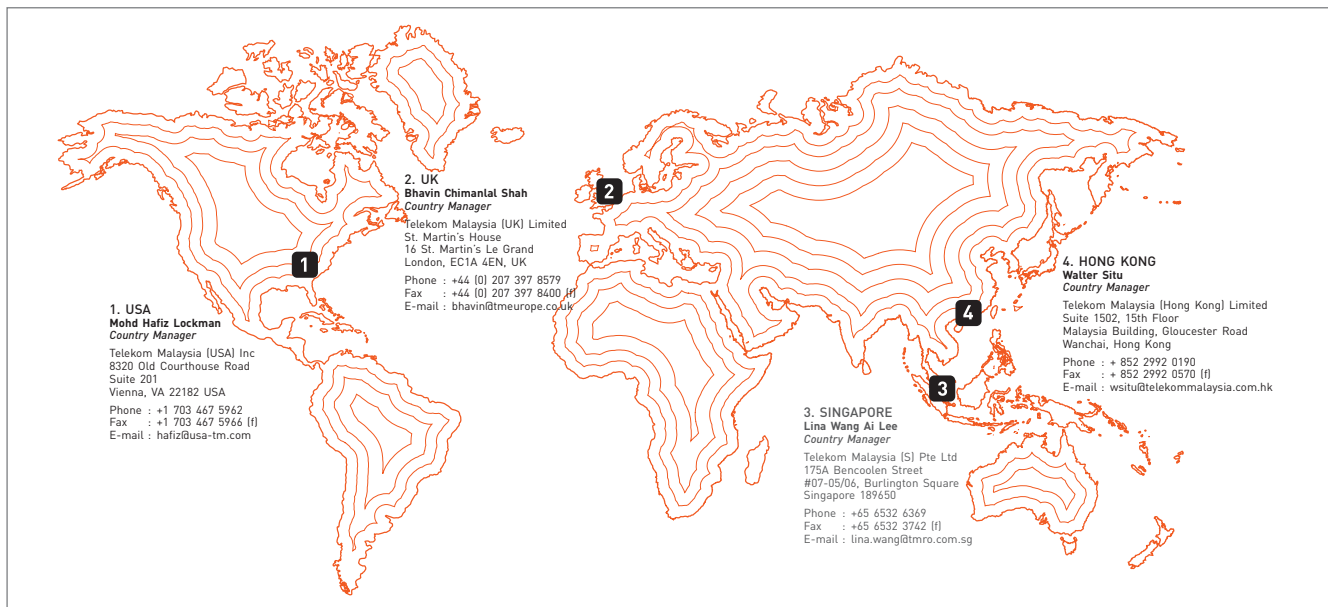 1
2
3
4
1. USA
Mohd Hafiz Lockman
Country Manager
Telekom Malaysia (USA) Inc
8320 Old Courthouse Road
Suite 201
Vienna, VA 22182 USA
Phone : +1 703 467 5962
Fax : +1 703 467 5966 (f)
E-mail : hafiz@usa-tm.com
2. UK
Bhavin Chimanlal Shah
Country Manager
Telekom Malaysia (UK) Limited
St. Martin's House
16 St. Martin's Le Grand
London, EC1A 4EN, UK
Phone : +44 (0) 207 397 8579
Fax : +44 (0) 207 397 8400 (f)
E-mail : bhavin@tmeurope.co.uk
3. SINGAPORE
Lina Wang Ai Lee
Country Manager
Telekom Malaysia (S) Pte Ltd
175A Bencoolen Street
#07-05/06, Burlington Square
Singapore 189650
Phone : +65 6532 6369
Fax : +65 6532 3742 (f)
E-mail : lina.wang@tmro.com.sg
4. HONG KONG
Walter Situ
Country Manager
Telekom Malaysia (Hong Kong) Limited
Suite 1502, 15th Floor
Malaysia Building, Gloucester Road
Wanchai, Hong Kong
Phone : + 852 2992 0190
Fax : + 852 2992 0570 (f)
E-mail : wsitu@telekommalaysia.com.hk